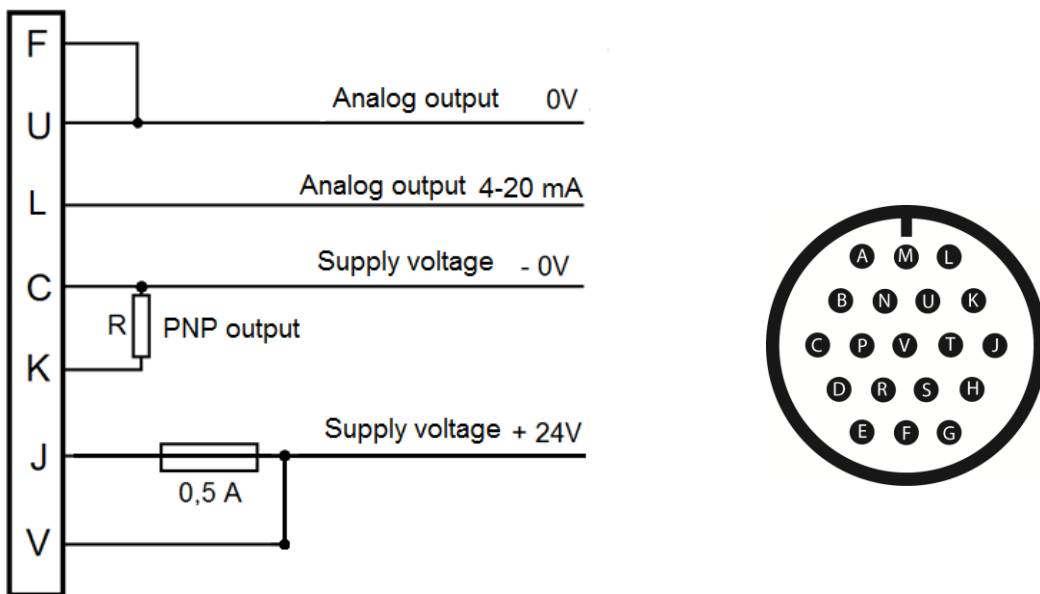 F
U
Analog output 0V
L
Analog output 4-20 mA
C
Supply voltage - 0V
R PNP output
K
J
Supply voltage + 24V
0,5 A
V
A M L
B N U K
C P V T J
D R S H
E F G